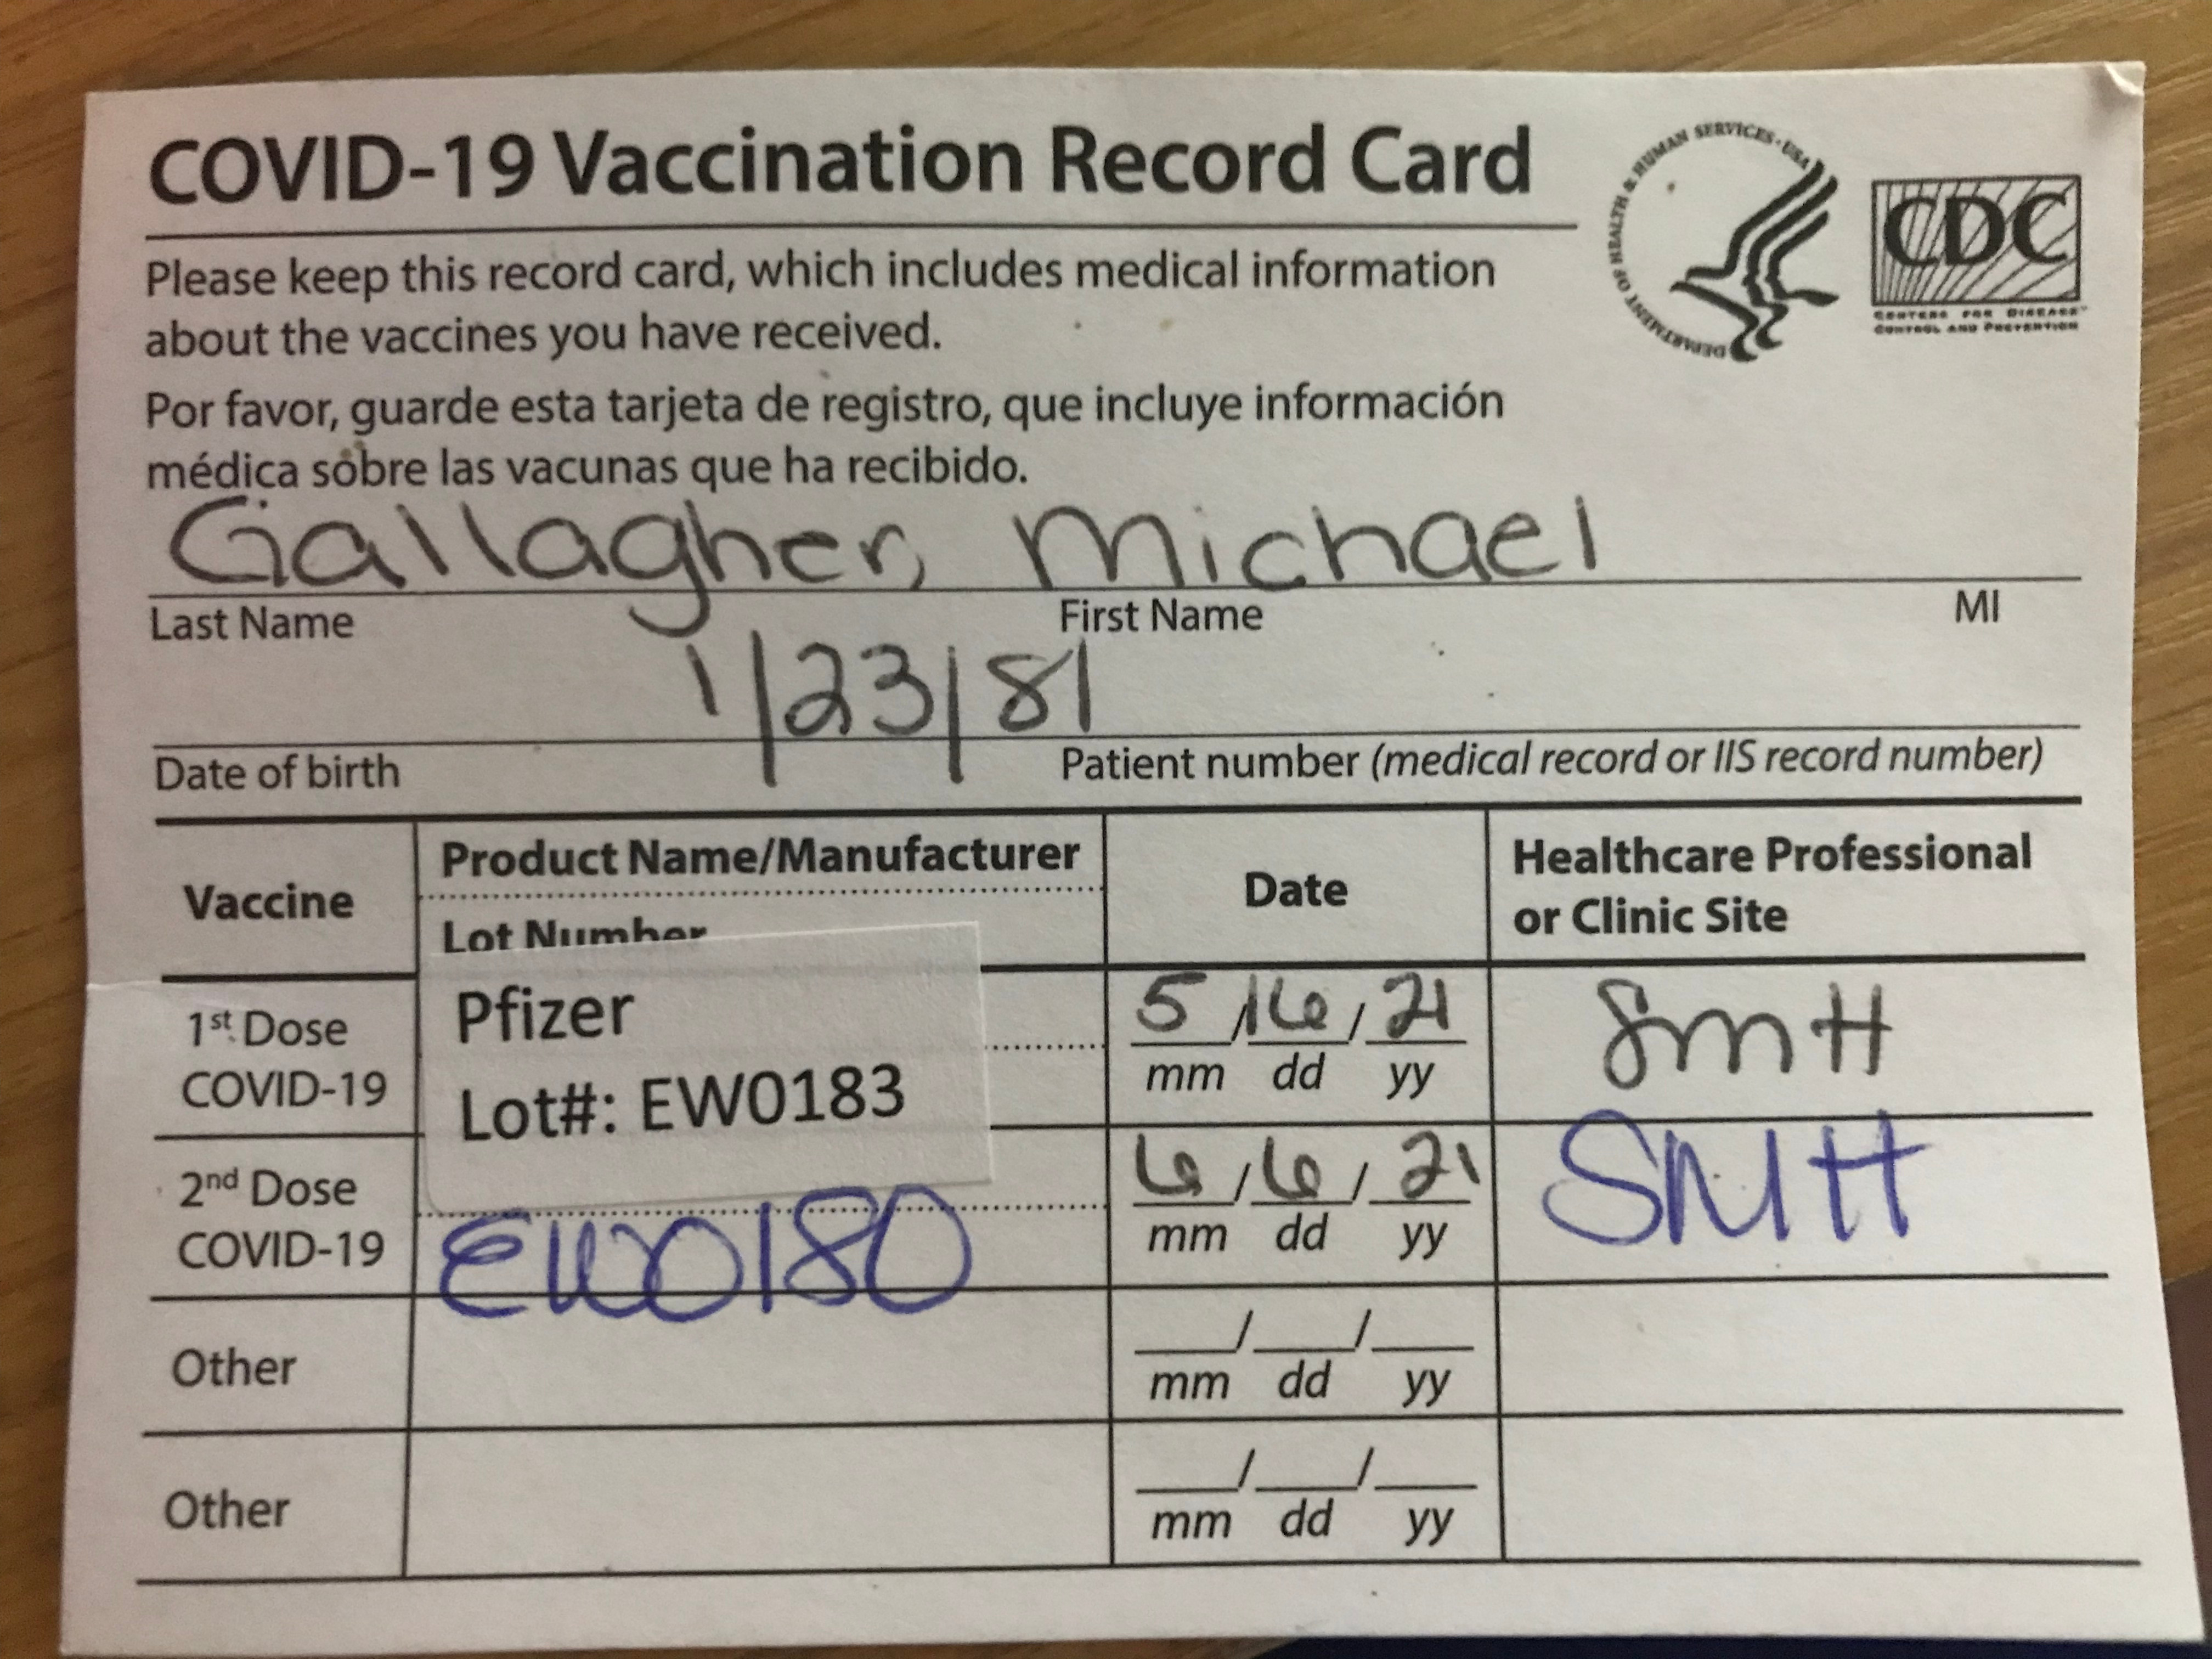 COVID-19 Vaccination Record Card
Please keep this record card, which includes medical information
about the vaccines you have received.
Por favor, guarde esta tarjeta de registro, que incluye información
médica sobre las vacunas que ha recibido.
DEPARTMENT OF HEALTH & HUMAN SERVICES · USA
CDC
CENTERS FOR DISEASE
CONTROL AND PREVENTION
Gallagher, Michael
Last Name First Name MI
1/23/81
Date of birth Patient number (medical record or IIS record number)
Vaccine Product Name/Manufacturer Date Healthcare Professional
Lot Number or Clinic Site
1st Dose Pfizer 5/16/21 SMH
COVID-19 Lot#: EW0183 mm dd yy
2nd Dose 6/6/21 SMH
COVID-19 EW0180 mm dd yy
Other __/__/__
mm dd yy
Other __/__/__
mm dd yy